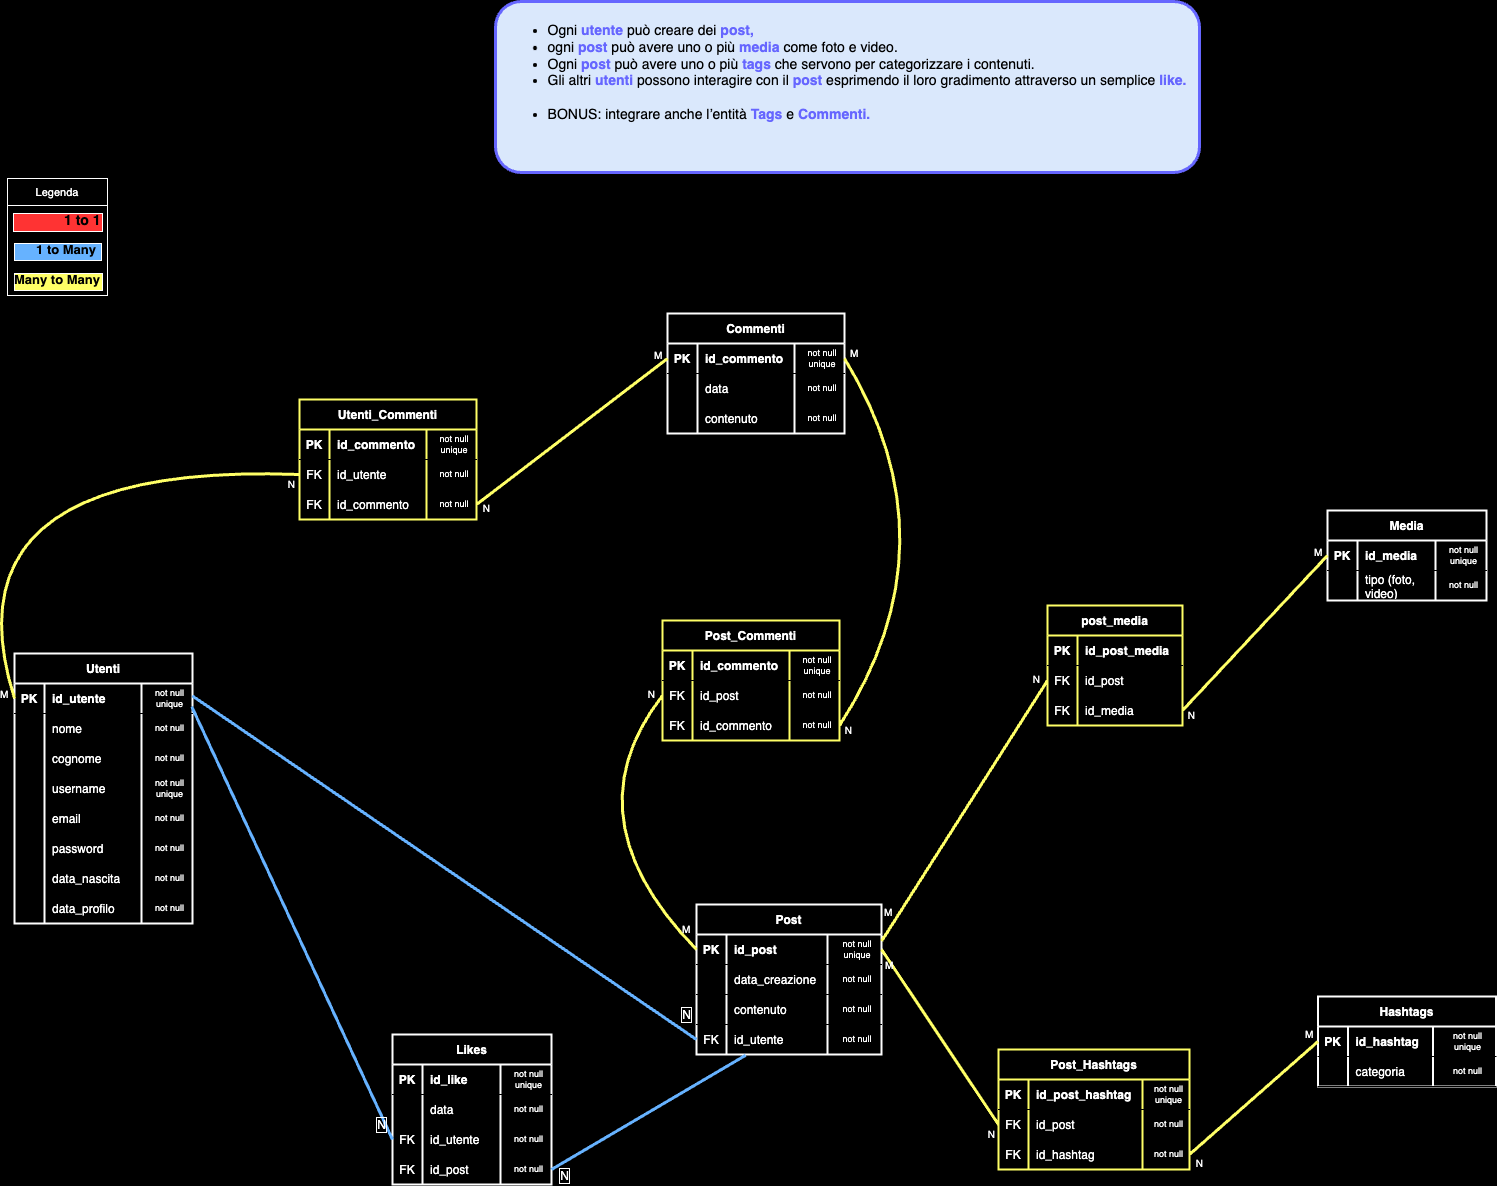 Ogni utente può creare dei post,
ogni post può avere uno o più media come foto e video.
Ogni post può avere uno o più tags che servono per categorizzare i contenuti.
Gli altri utenti possono interagire con il post esprimendo il loro gradimento attraverso un semplice like.
BONUS: integrare anche l'entità Tags e Commenti.
Legenda
1 to 1
1 to Many
Many to Many
Commenti
M PK id_commento not null unique M
data not null
contenuto not null
Utenti_Commenti
PK id_commento not null unique
FK id_utente not null
N
FK id_commento not null
N
Media
M PK id_media not null unique
tipo (foto, video) not null
post_media
PK id_post_media
N FK id_post
FK id_media N
Post_Commenti
PK id_commento not null unique
N FK id_post not null
FK id_commento not null N
Utenti
M PK id_utente not null unique
nome not null
cognome not null
username not null unique
email not null
password not null
data_nascita not null
data_profilo not null
Post
M
M
PK id_post not null unique
M
data_creazione not null
contenuto not null
N
FK id_utente not null
Likes
PK id_like not null unique
data not null
N
FK id_utente not null
FK id_post not null
N
Post_Hashtags
PK id_post_hashtag not null unique
FK id_post not null
N
FK id_hashtag not null
N
Hashtags
M PK id_hashtag not null unique
categoria not null